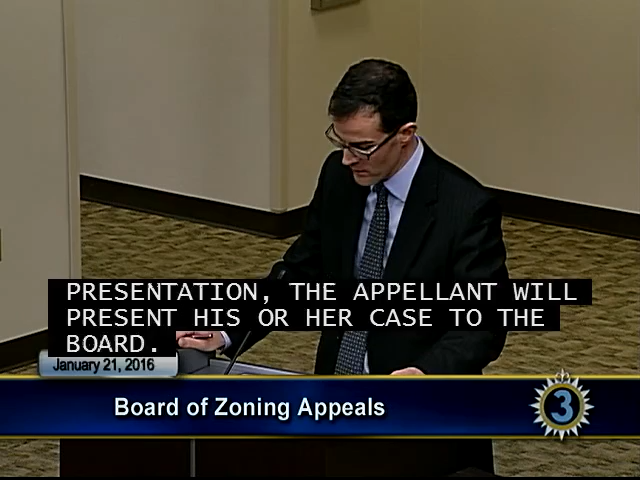 PRESENTATION, THE APPELLANT WILL
PRESENT HIS OR HER CASE TO THE
BOARD.
January 21, 2016
Board of Zoning Appeals
3